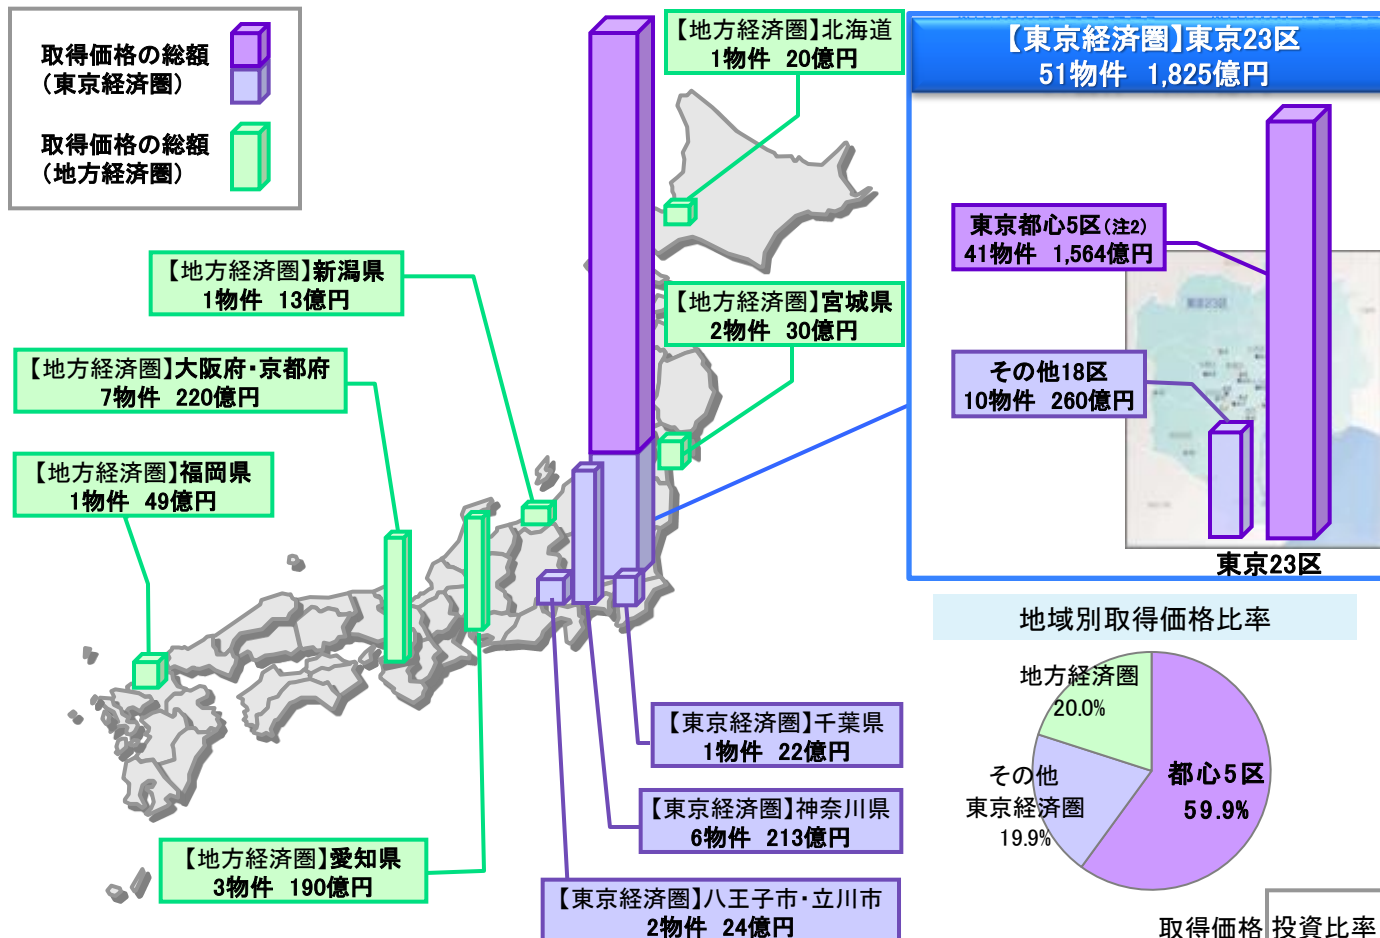 取得価格の総額
(東京経済圏)
取得価格の総額
(地方経済圏)
【地方経済圏】北海道
1物件 20億円
【東京経済圏】東京23区
51物件 1,825億円
東京都心5区(注2)
41物件 1,564億円
その他18区
10物件 260億円
東京23区
東京23区
【地方経済圏】新潟県
1物件 13億円
【地方経済圏】宮城県
2物件 30億円
【地方経済圏】大阪府・京都府
7物件 220億円
【地方経済圏】福岡県
1物件 49億円
【東京経済圏】千葉県
1物件 22億円
【東京経済圏】神奈川県
6物件 213億円
【地方経済圏】愛知県
3物件 190億円
【東京経済圏】八王子市・立川市
2物件 24億円
地域別取得価格比率
地方経済圏
20.0%
都心5区
59.9%
その他
東京経済圏
19.9%
取得価格 投資比率